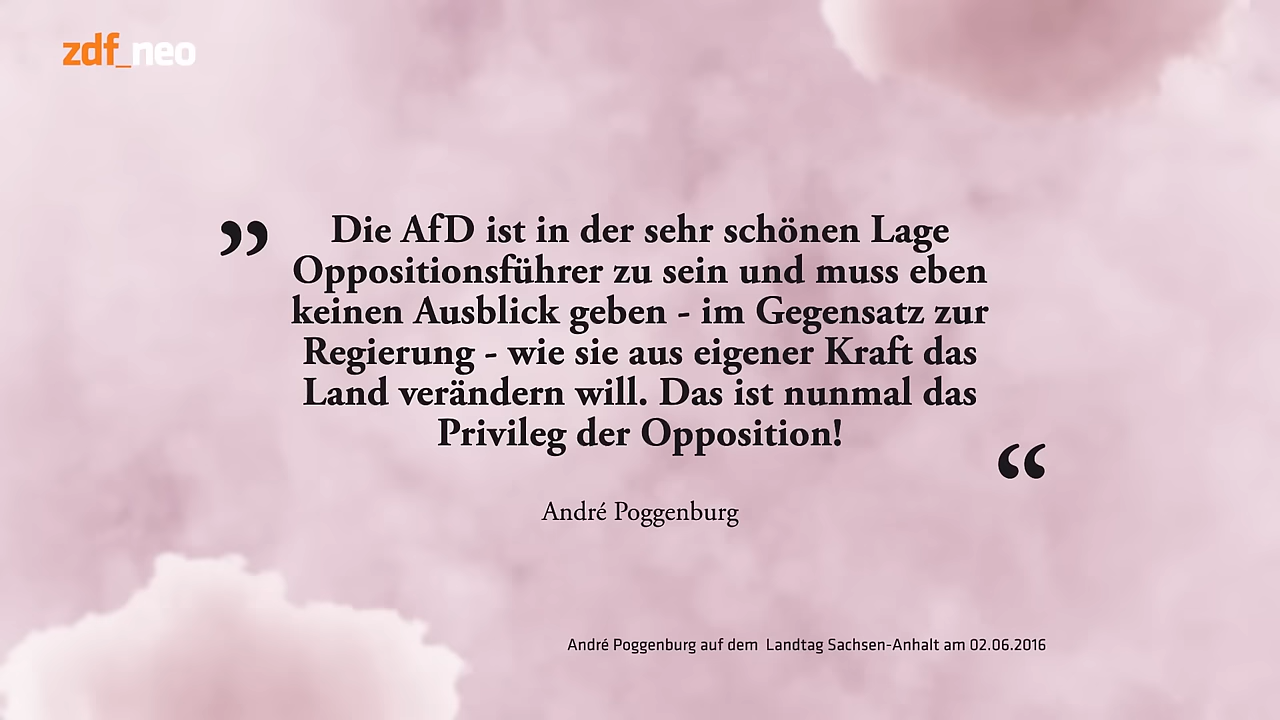 zdf_neo
” Die AfD ist in der sehr schönen Lage
Oppositionsführer zu sein und muss eben
keinen Ausblick geben - im Gegensatz zur
Regierung - wie sie aus eigener Kraft das
Land verändern will. Das ist nunmal das
Privileg der Opposition! “
André Poggenburg
André Poggenburg auf dem  Landtag Sachsen-Anhalt am 02.06.2016